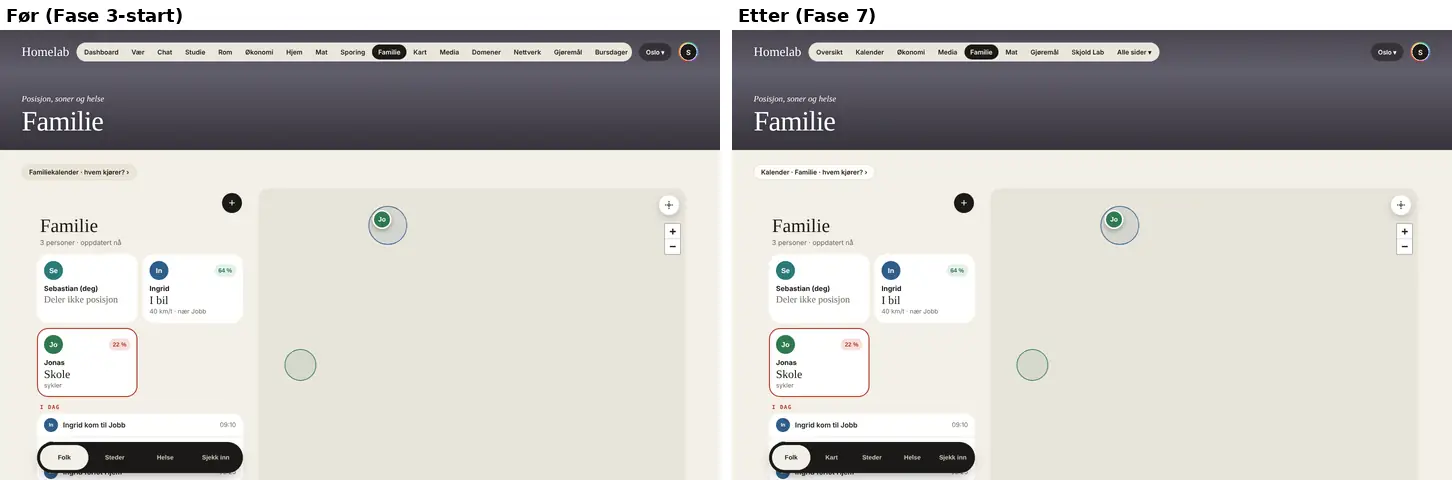 Før (Fase 3-start)
Homelab Dashboard Vær Chat Studie Rom Økonomi Hjem Mat Sporing Familie Kart Media Domener Nettverk Gjøremål Bursdager Oslo ▾ S
Posisjon, soner og helse
Familie
Familiekalender · hvem kjører? ›
+
Familie
3 personer · oppdatert nå
Se
Sebastian (deg)
Deler ikke posisjon
In 64 %
Ingrid
I bil
40 km/t · nær Jobb
Jo 22 %
Jonas
Skole
sykler
I DAG
In Ingrid kom til Jobb 09:10
Folk Steder Helse Sjekk inn
Jo
+
−
Etter (Fase 7)
Homelab Oversikt Kalender Økonomi Media Familie Mat Gjøremål Skjold Lab Alle sider ▾ Oslo ▾ S
Posisjon, soner og helse
Familie
Kalender · Familie · hvem kjører? ›
+
Familie
3 personer · oppdatert nå
Se
Sebastian (deg)
Deler ikke posisjon
In 64 %
Ingrid
I bil
40 km/t · nær Jobb
Jo 22 %
Jonas
Skole
sykler
I DAG
In Ingrid kom til Jobb 09:10
Folk Kart Steder Helse Sjekk inn
Jo
+
−